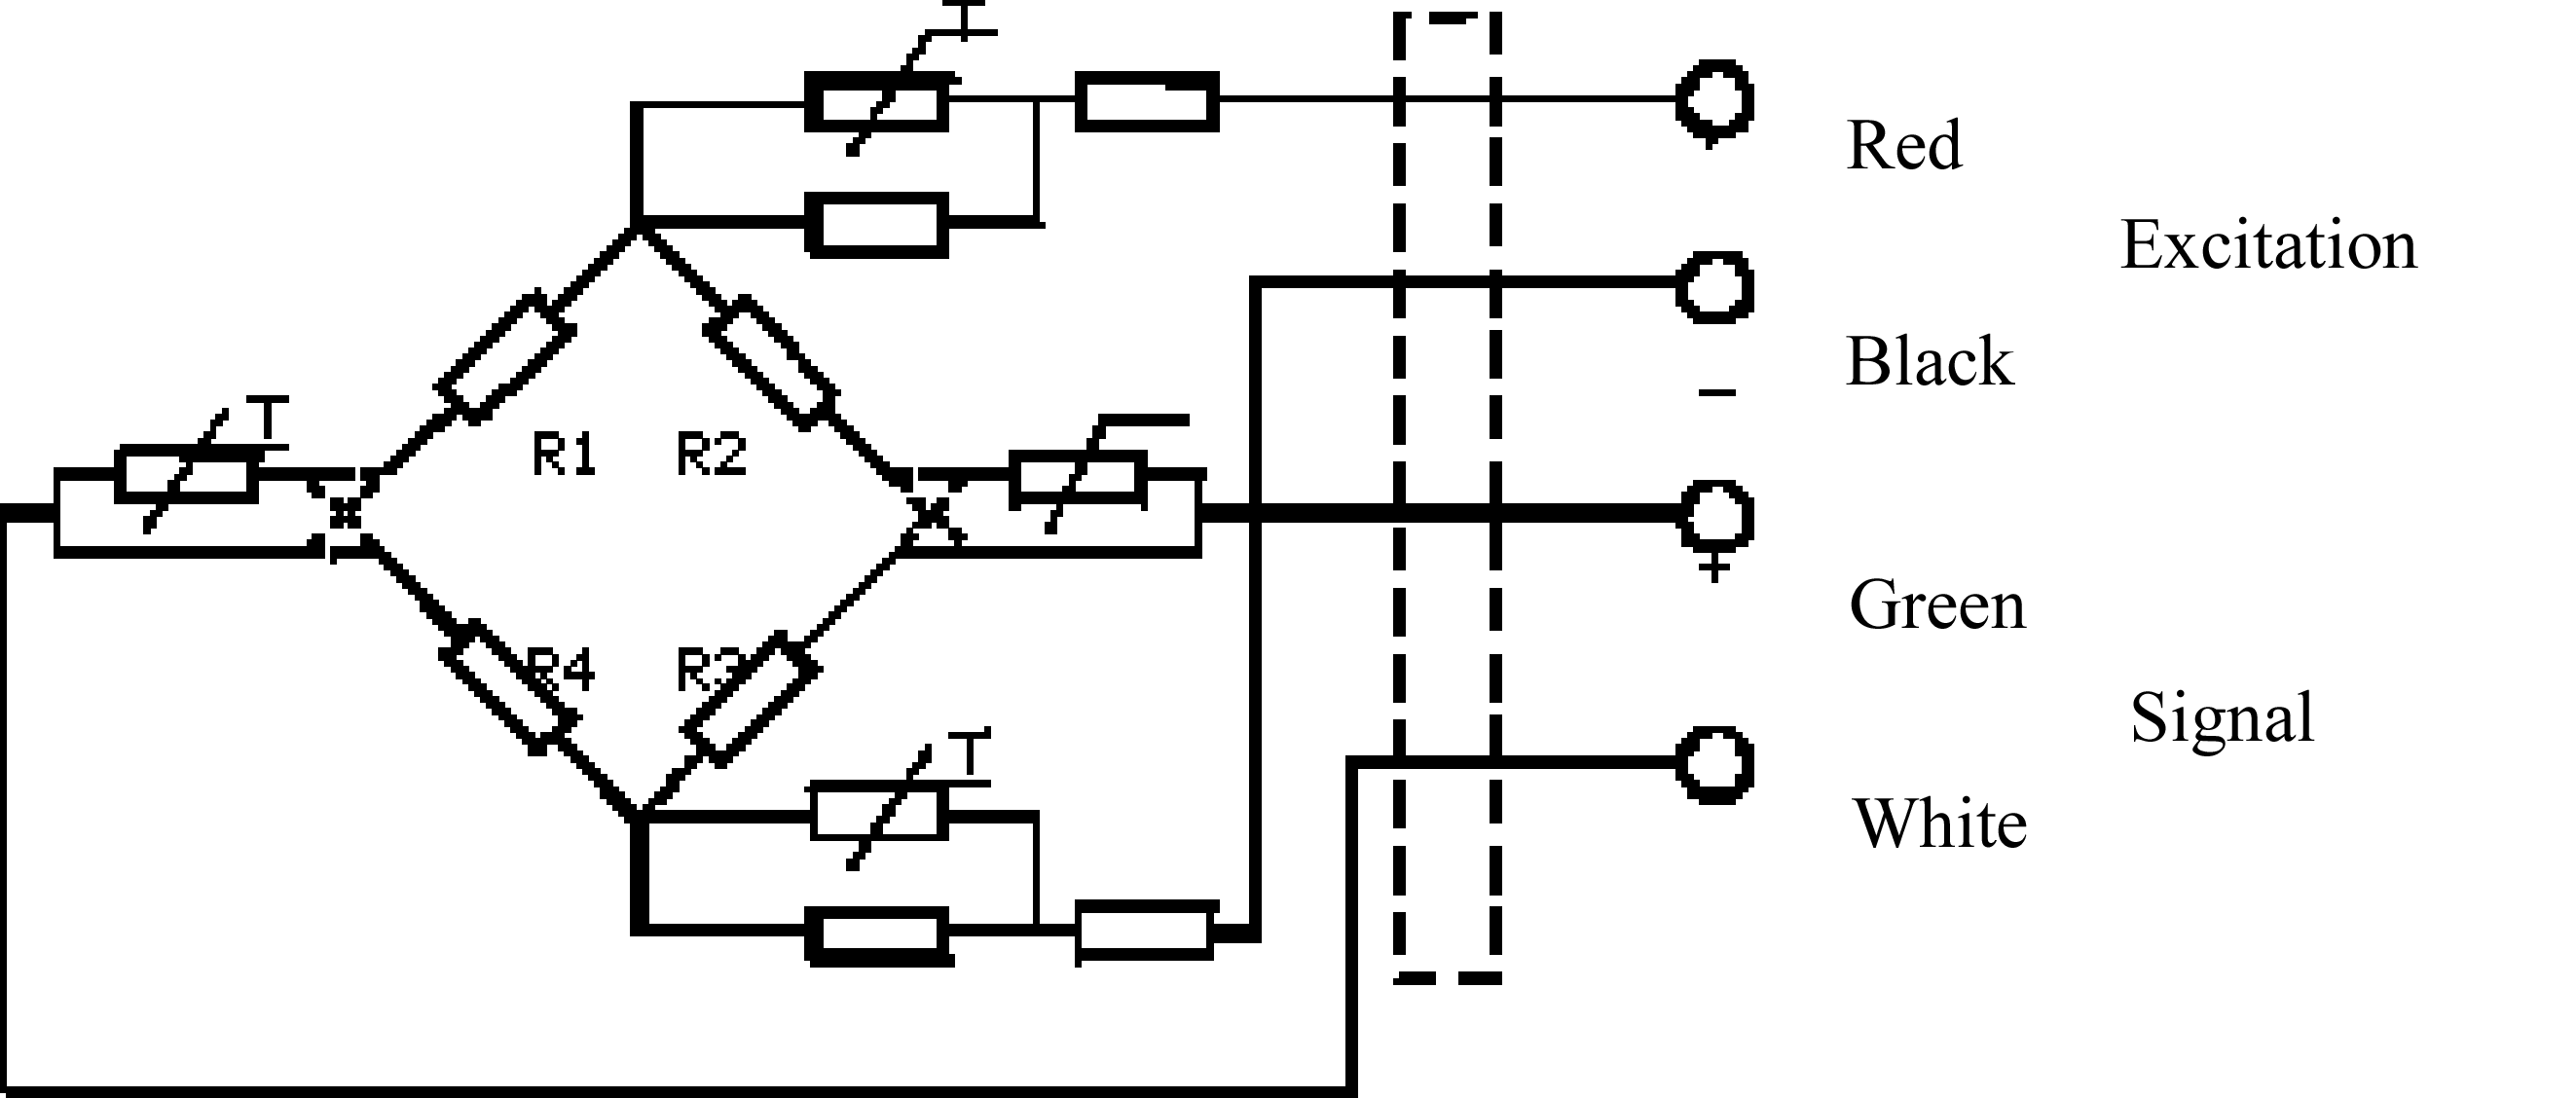 T
Red
Excitation
Black
−
T
R1 R2
+
Green
R4 R3
Signal
T
White